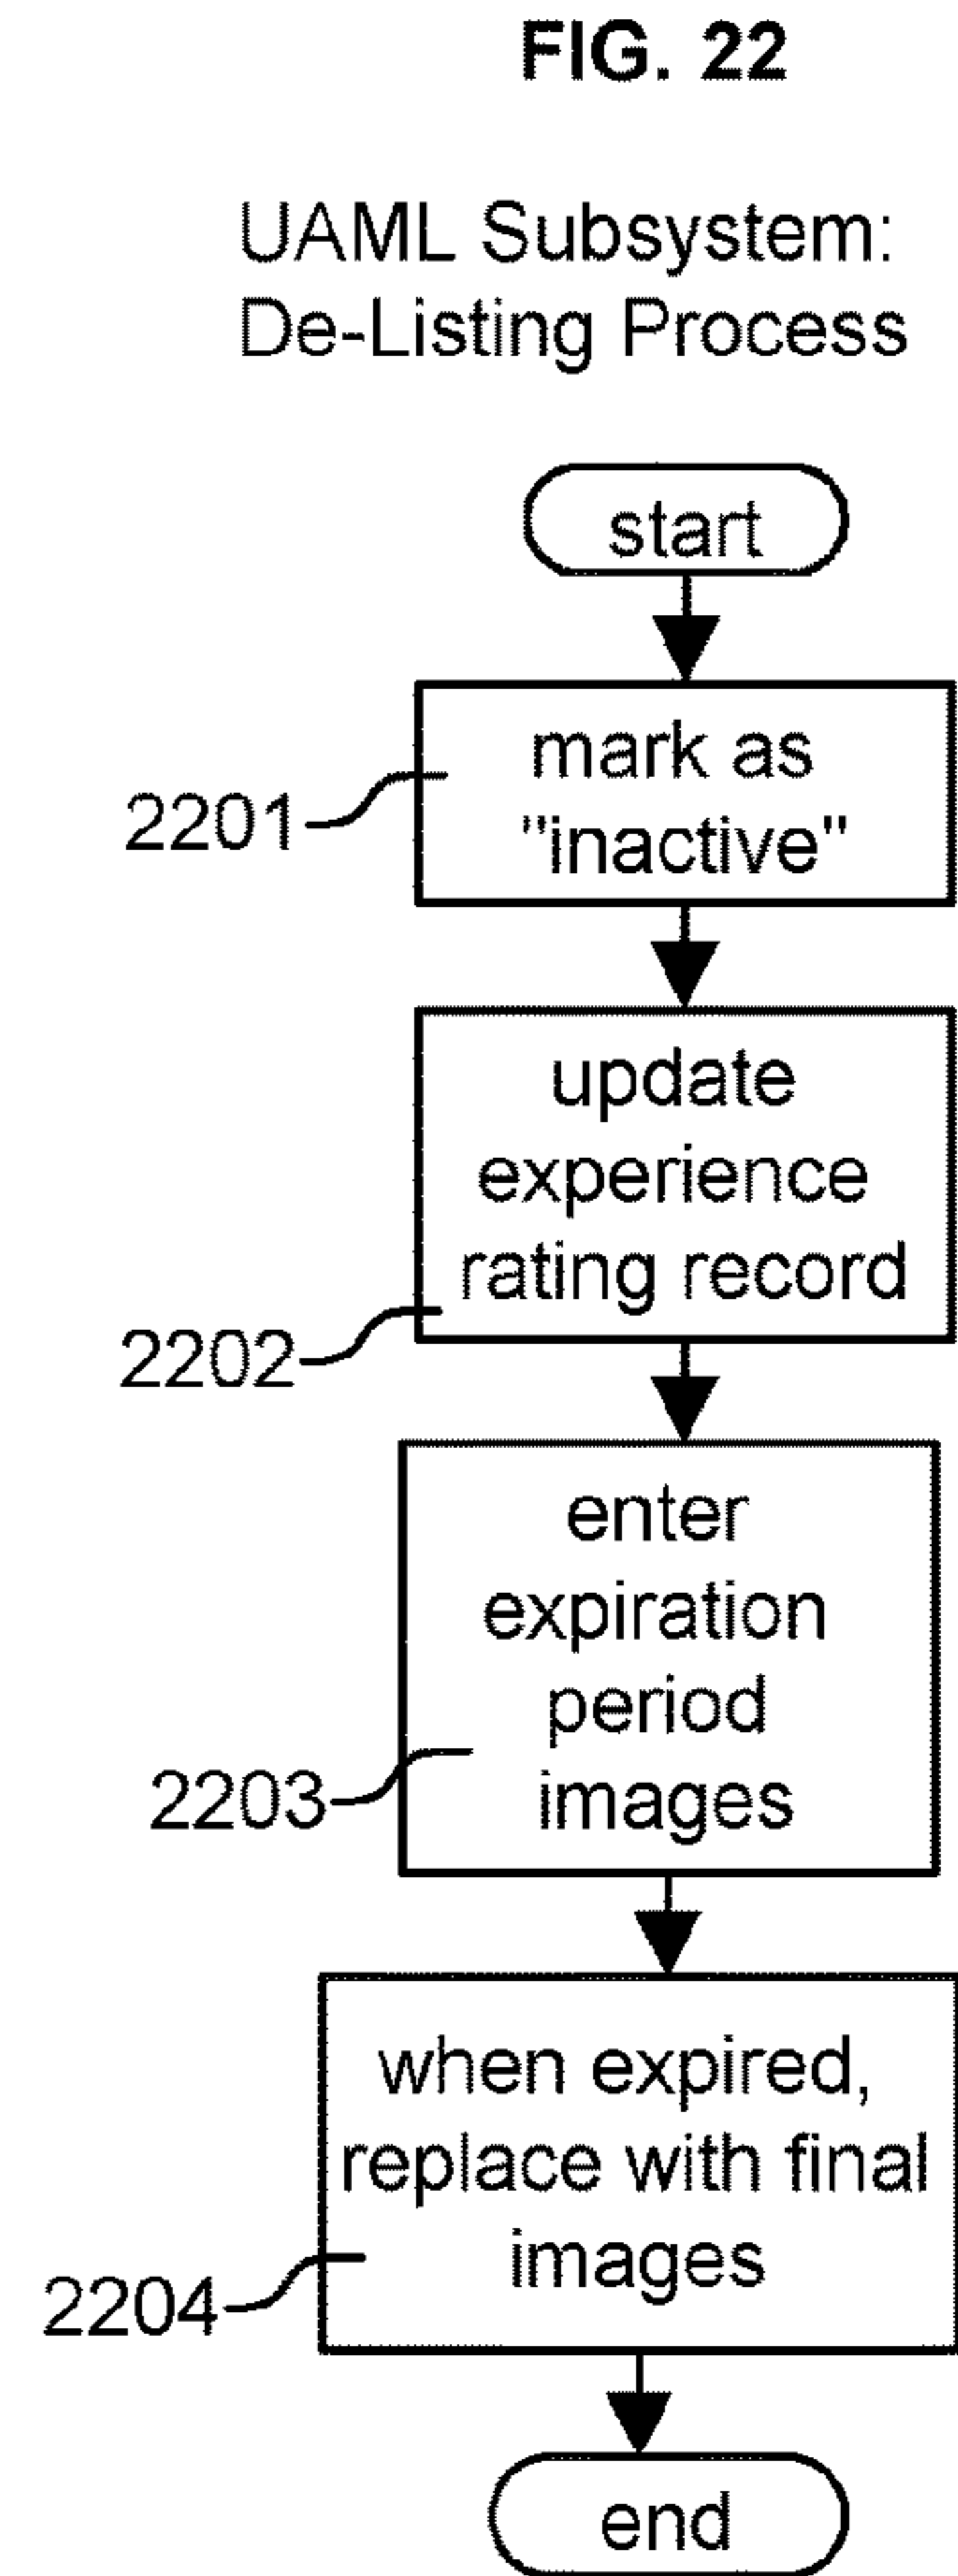 FIG. 22
UAML Subsystem:
De-Listing Process
start
mark as
"inactive"
2201
update
experience
rating record
2202
enter
expiration
period
images
2203
when expired,
replace with final
images
2204
end